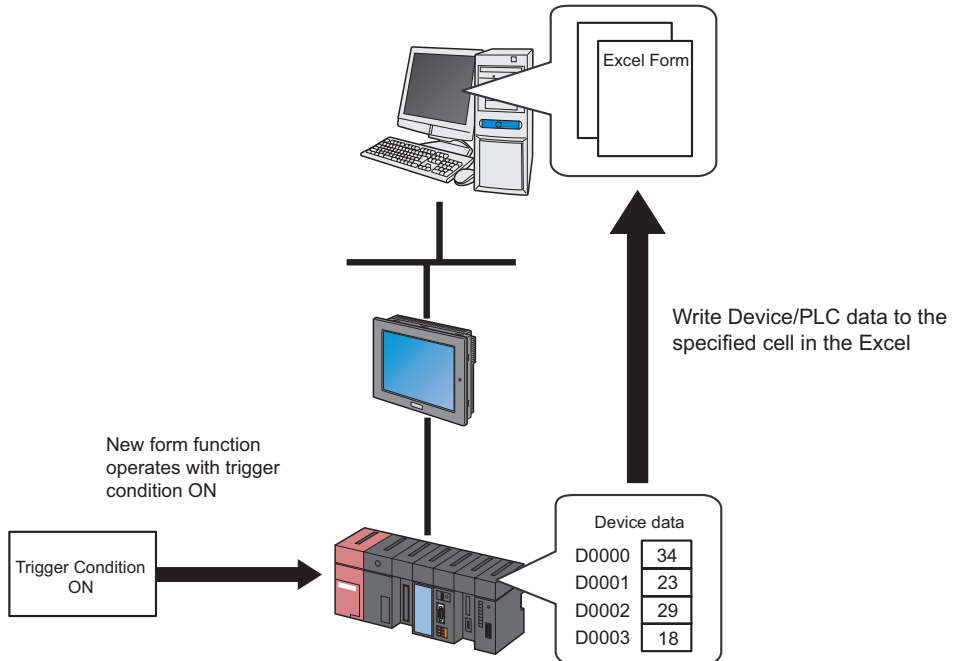 Excel Form
Write Device/PLC data to the
specified cell in the Excel
New form function
operates with trigger
condition ON
Trigger Condition
ON
Device data
D0000 34
D0001 23
D0002 29
D0003 18